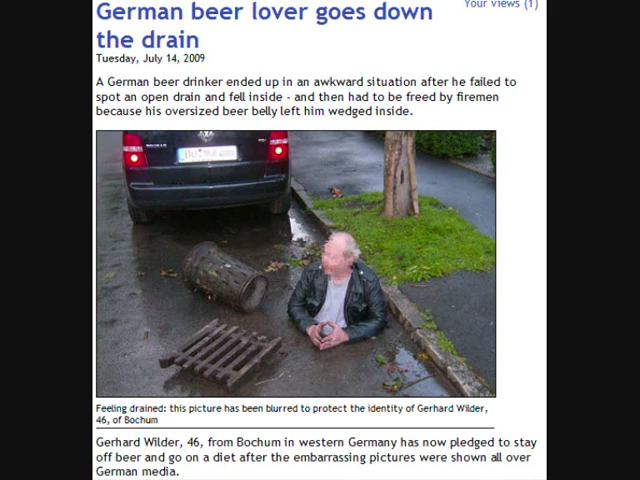 Your views (1)
German beer lover goes down
the drain
Tuesday, July 14, 2009
A German beer drinker ended up in an awkward situation after he failed to
spot an open drain and fell inside - and then had to be freed by firemen
because his oversized beer belly left him wedged inside.
Feeling drained: this picture has been blurred to protect the identity of Gerhard Wilder,
46, of Bochum
Gerhard Wilder, 46, from Bochum in western Germany has now pledged to stay
off beer and go on a diet after the embarrassing pictures were shown all over
German media.